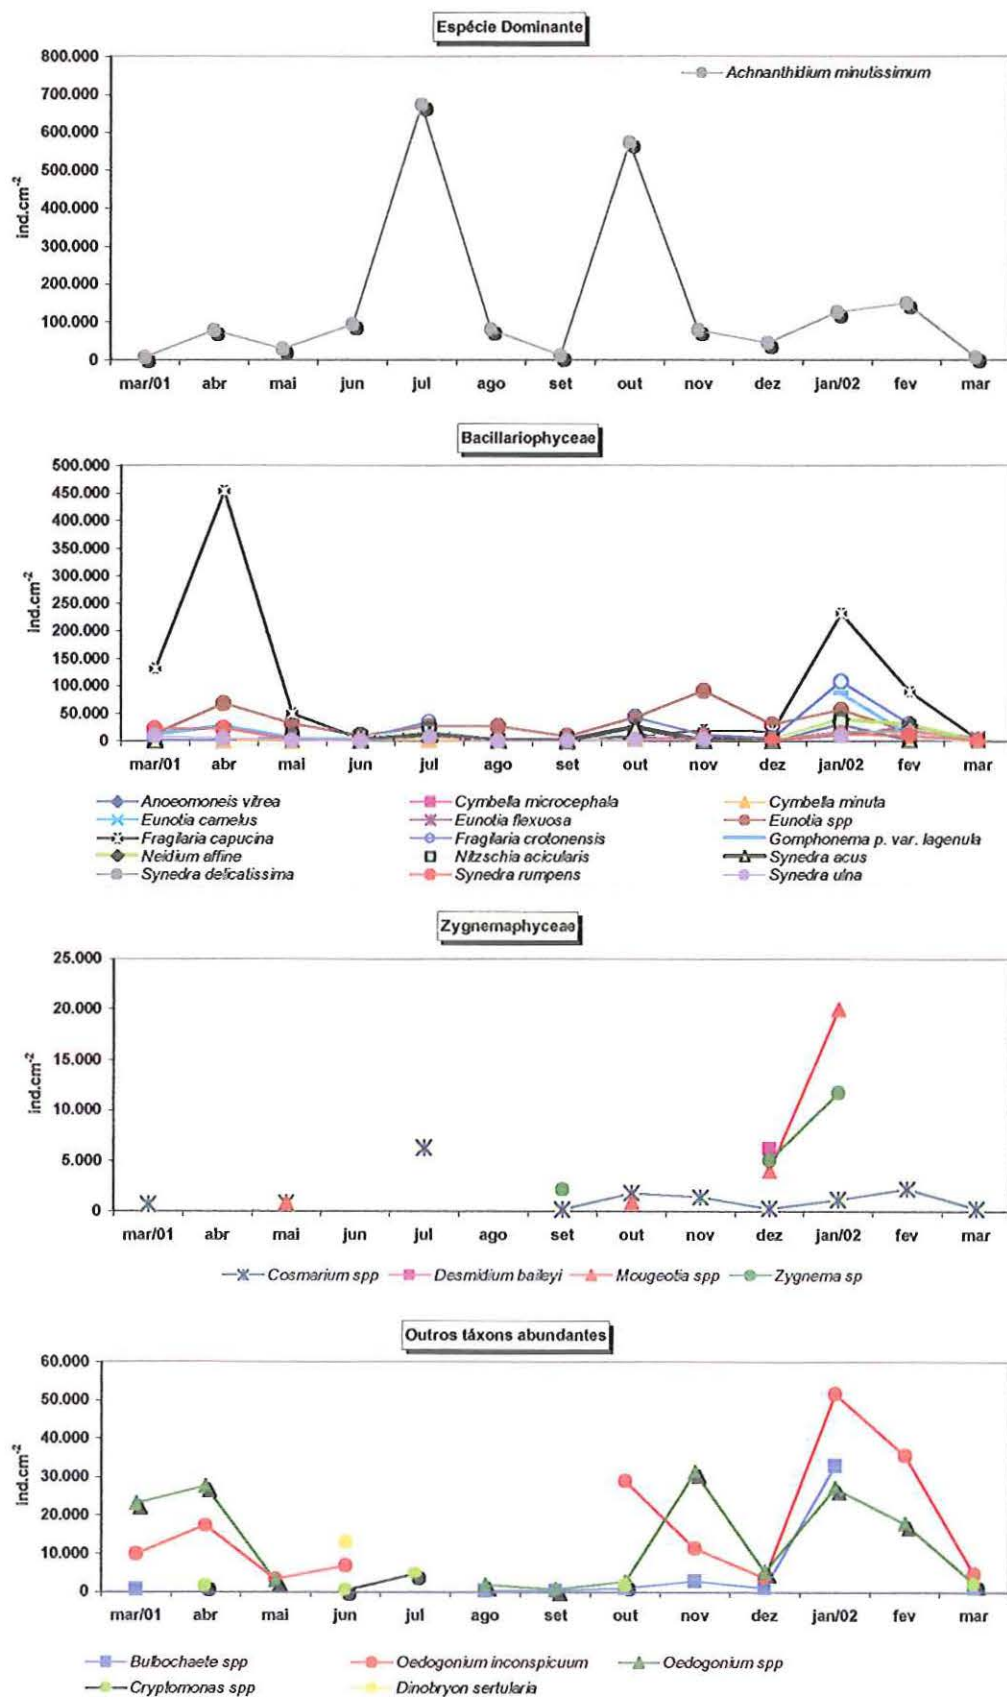 Espécie Dominante
800.000
Achnanthidium minutissimum
700.000
600.000
500.000
400.000
300.000
200.000
100.000
0
ind.cm-2
mar/01 abr mai jun jul ago set out nov dez jan/02 fev mar
Bacillariophyceae
500.000
450.000
400.000
350.000
300.000
250.000
200.000
150.000
100.000
50.000
0
ind.cm-2
mar/01 abr mai jun jul ago set out nov dez jan/02 fev mar
Anoeomoneis vitrea Cymbella microcephala Cymbella minuta
Eunotia camelus Eunotia flexuosa Eunotia spp
Fragilaria capucina Fragilaria crotonensis Gomphonema p. var. lagenula
Neidium affine Nitzschia acicularis Synedra acus
Synedra delicatissima Synedra rumpens Synedra ulna
Zygnemaphyceae
25.000
20.000
15.000
10.000
5.000
0
ind.cm-2
mar/01 abr mai jun jul ago set out nov dez jan/02 fev mar
Cosmarium spp Desmidium baileyi Mougeotia spp Zygnema sp
Outros táxons abundantes
60.000
50.000
40.000
30.000
20.000
10.000
0
ind.cm-2
mar/01 abr mai jun jul ago set out nov dez jan/02 fev mar
Bulbochaete spp Oedogonium inconspicuum Oedogonium spp
Cryptomonas spp Dinobryon sertularia